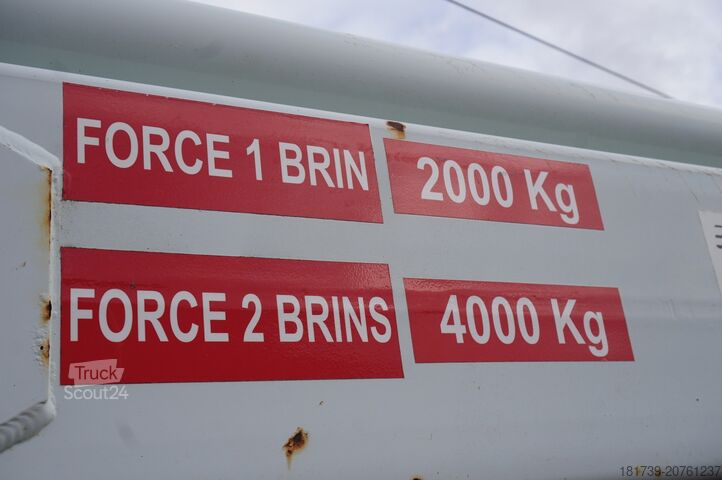 FORCE 1 BRIN 2000 Kg
FORCE 2 BRINS 4000 Kg
Truck
Scout24
181739-20761237